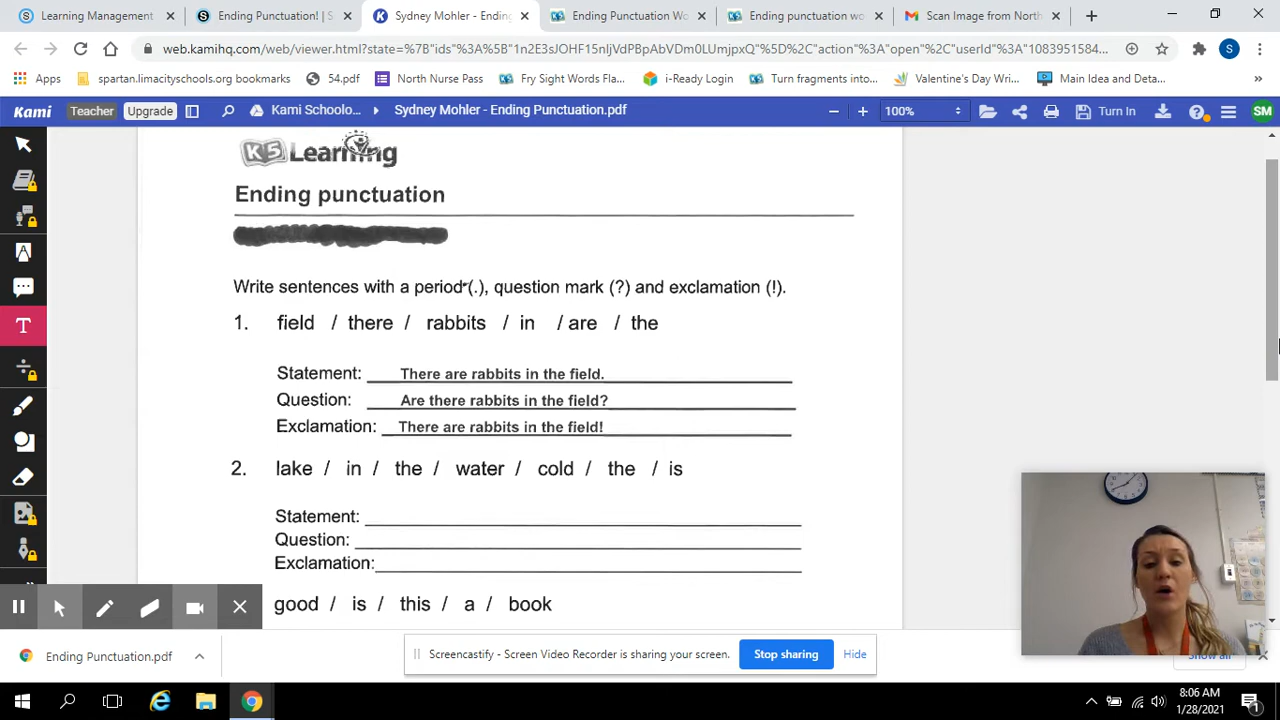 Learning Management
Ending Punctuation! | S
Sydney Mohler - Ending
Ending Punctuation Wo
Ending punctuation wo
Scan Image from North
web.kamihq.com/web/viewer.html?state=%7B"ids"%3A%5B"1n2E3sJOHF15nIjVdPBpAbVDm0LUmjpxQ"%5D%2C"action"%3A"open"%2C"userId"%3A"1083951584...
S
Apps
spartan.limacityschools.org bookmarks
54.pdf
North Nurse Pass
Fry Sight Words Fla...
i-Ready Login
Turn fragments into...
Valentine's Day Wri...
Main Idea and Deta...
»
Kami
Teacher
Upgrade
Kami Schoolo...
Sydney Mohler - Ending Punctuation.pdf
100%
Turn In
SM
K5 Learning
Ending punctuation
Write sentences with a period (.), question mark (?) and exclamation (!).
1. field / there / rabbits / in / are / the
Statement: There are rabbits in the field.
Question: Are there rabbits in the field?
Exclamation: There are rabbits in the field!
2. lake / in / the / water / cold / the / is
Statement:
Question:
Exclamation:
good / is / this / a / book
Ending Punctuation.pdf
Screencastify - Screen Video Recorder is sharing your screen.
Stop sharing
Hide
Show all
8:06 AM
1/28/2021